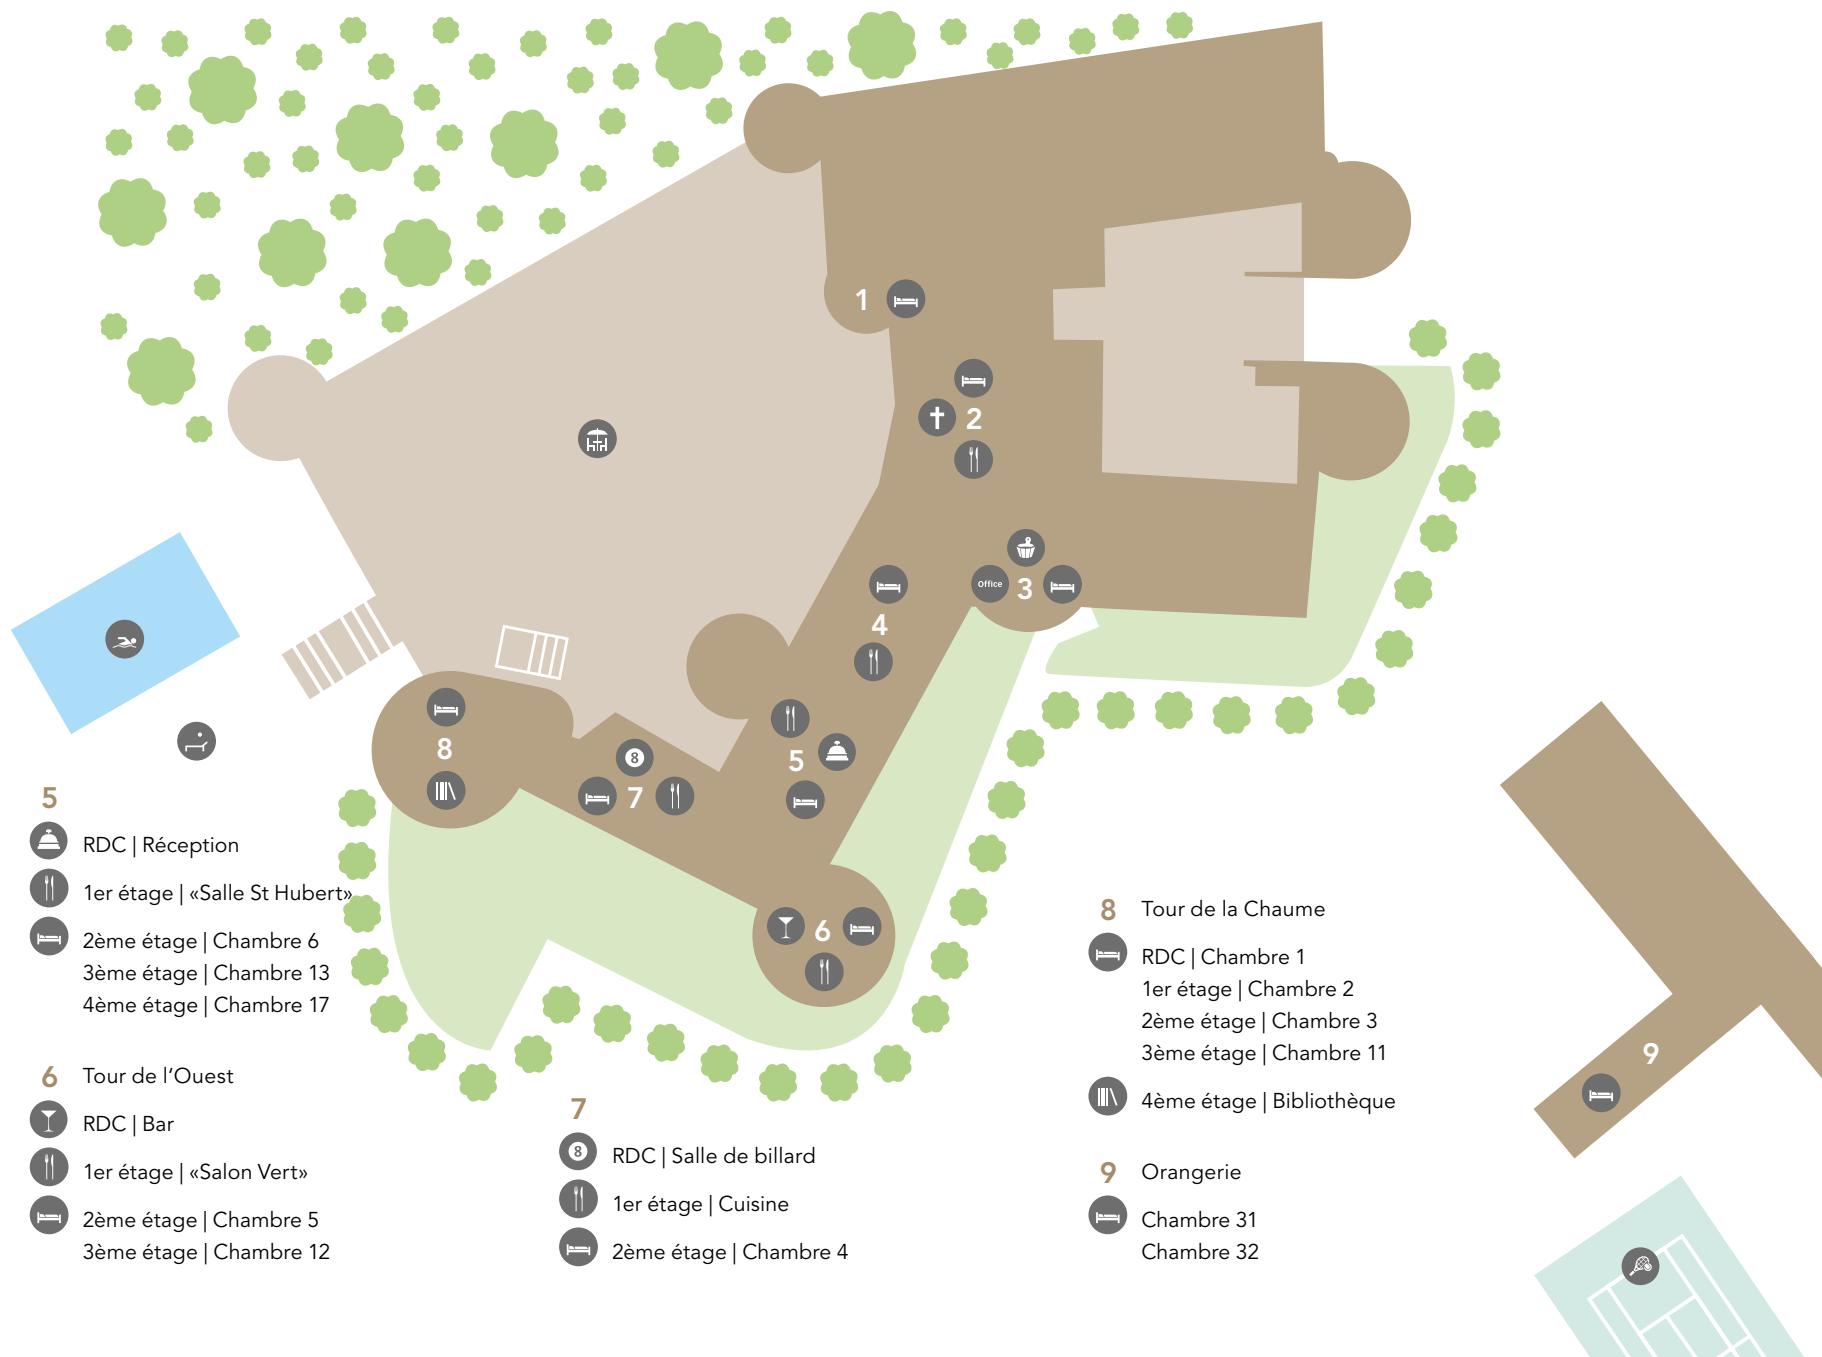 1
2
Office
3
4
5
8
8
7
6
9
5
RDC | Réception
1er étage | «Salle St Hubert»
2ème étage | Chambre 6
3ème étage | Chambre 13
4ème étage | Chambre 17
6 Tour de l'Ouest
RDC | Bar
1er étage | «Salon Vert»
2ème étage | Chambre 5
3ème étage | Chambre 12
7
8 RDC | Salle de billard
1er étage | Cuisine
2ème étage | Chambre 4
8 Tour de la Chaume
RDC | Chambre 1
1er étage | Chambre 2
2ème étage | Chambre 3
3ème étage | Chambre 11
4ème étage | Bibliothèque
9 Orangerie
Chambre 31
Chambre 32